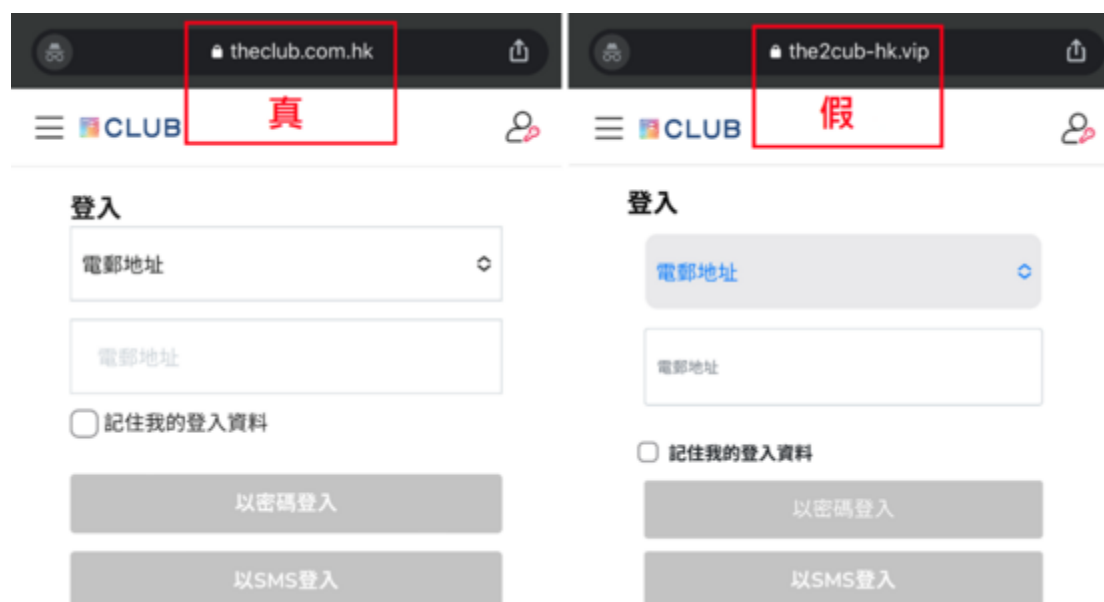 theclub.com.hk
真
CLUB
登入
電郵地址
電郵地址
記住我的登入資料
以密碼登入
以SMS登入
the2cub-hk.vip
假
CLUB
登入
電郵地址
電郵地址
記住我的登入資料
以密碼登入
以SMS登入